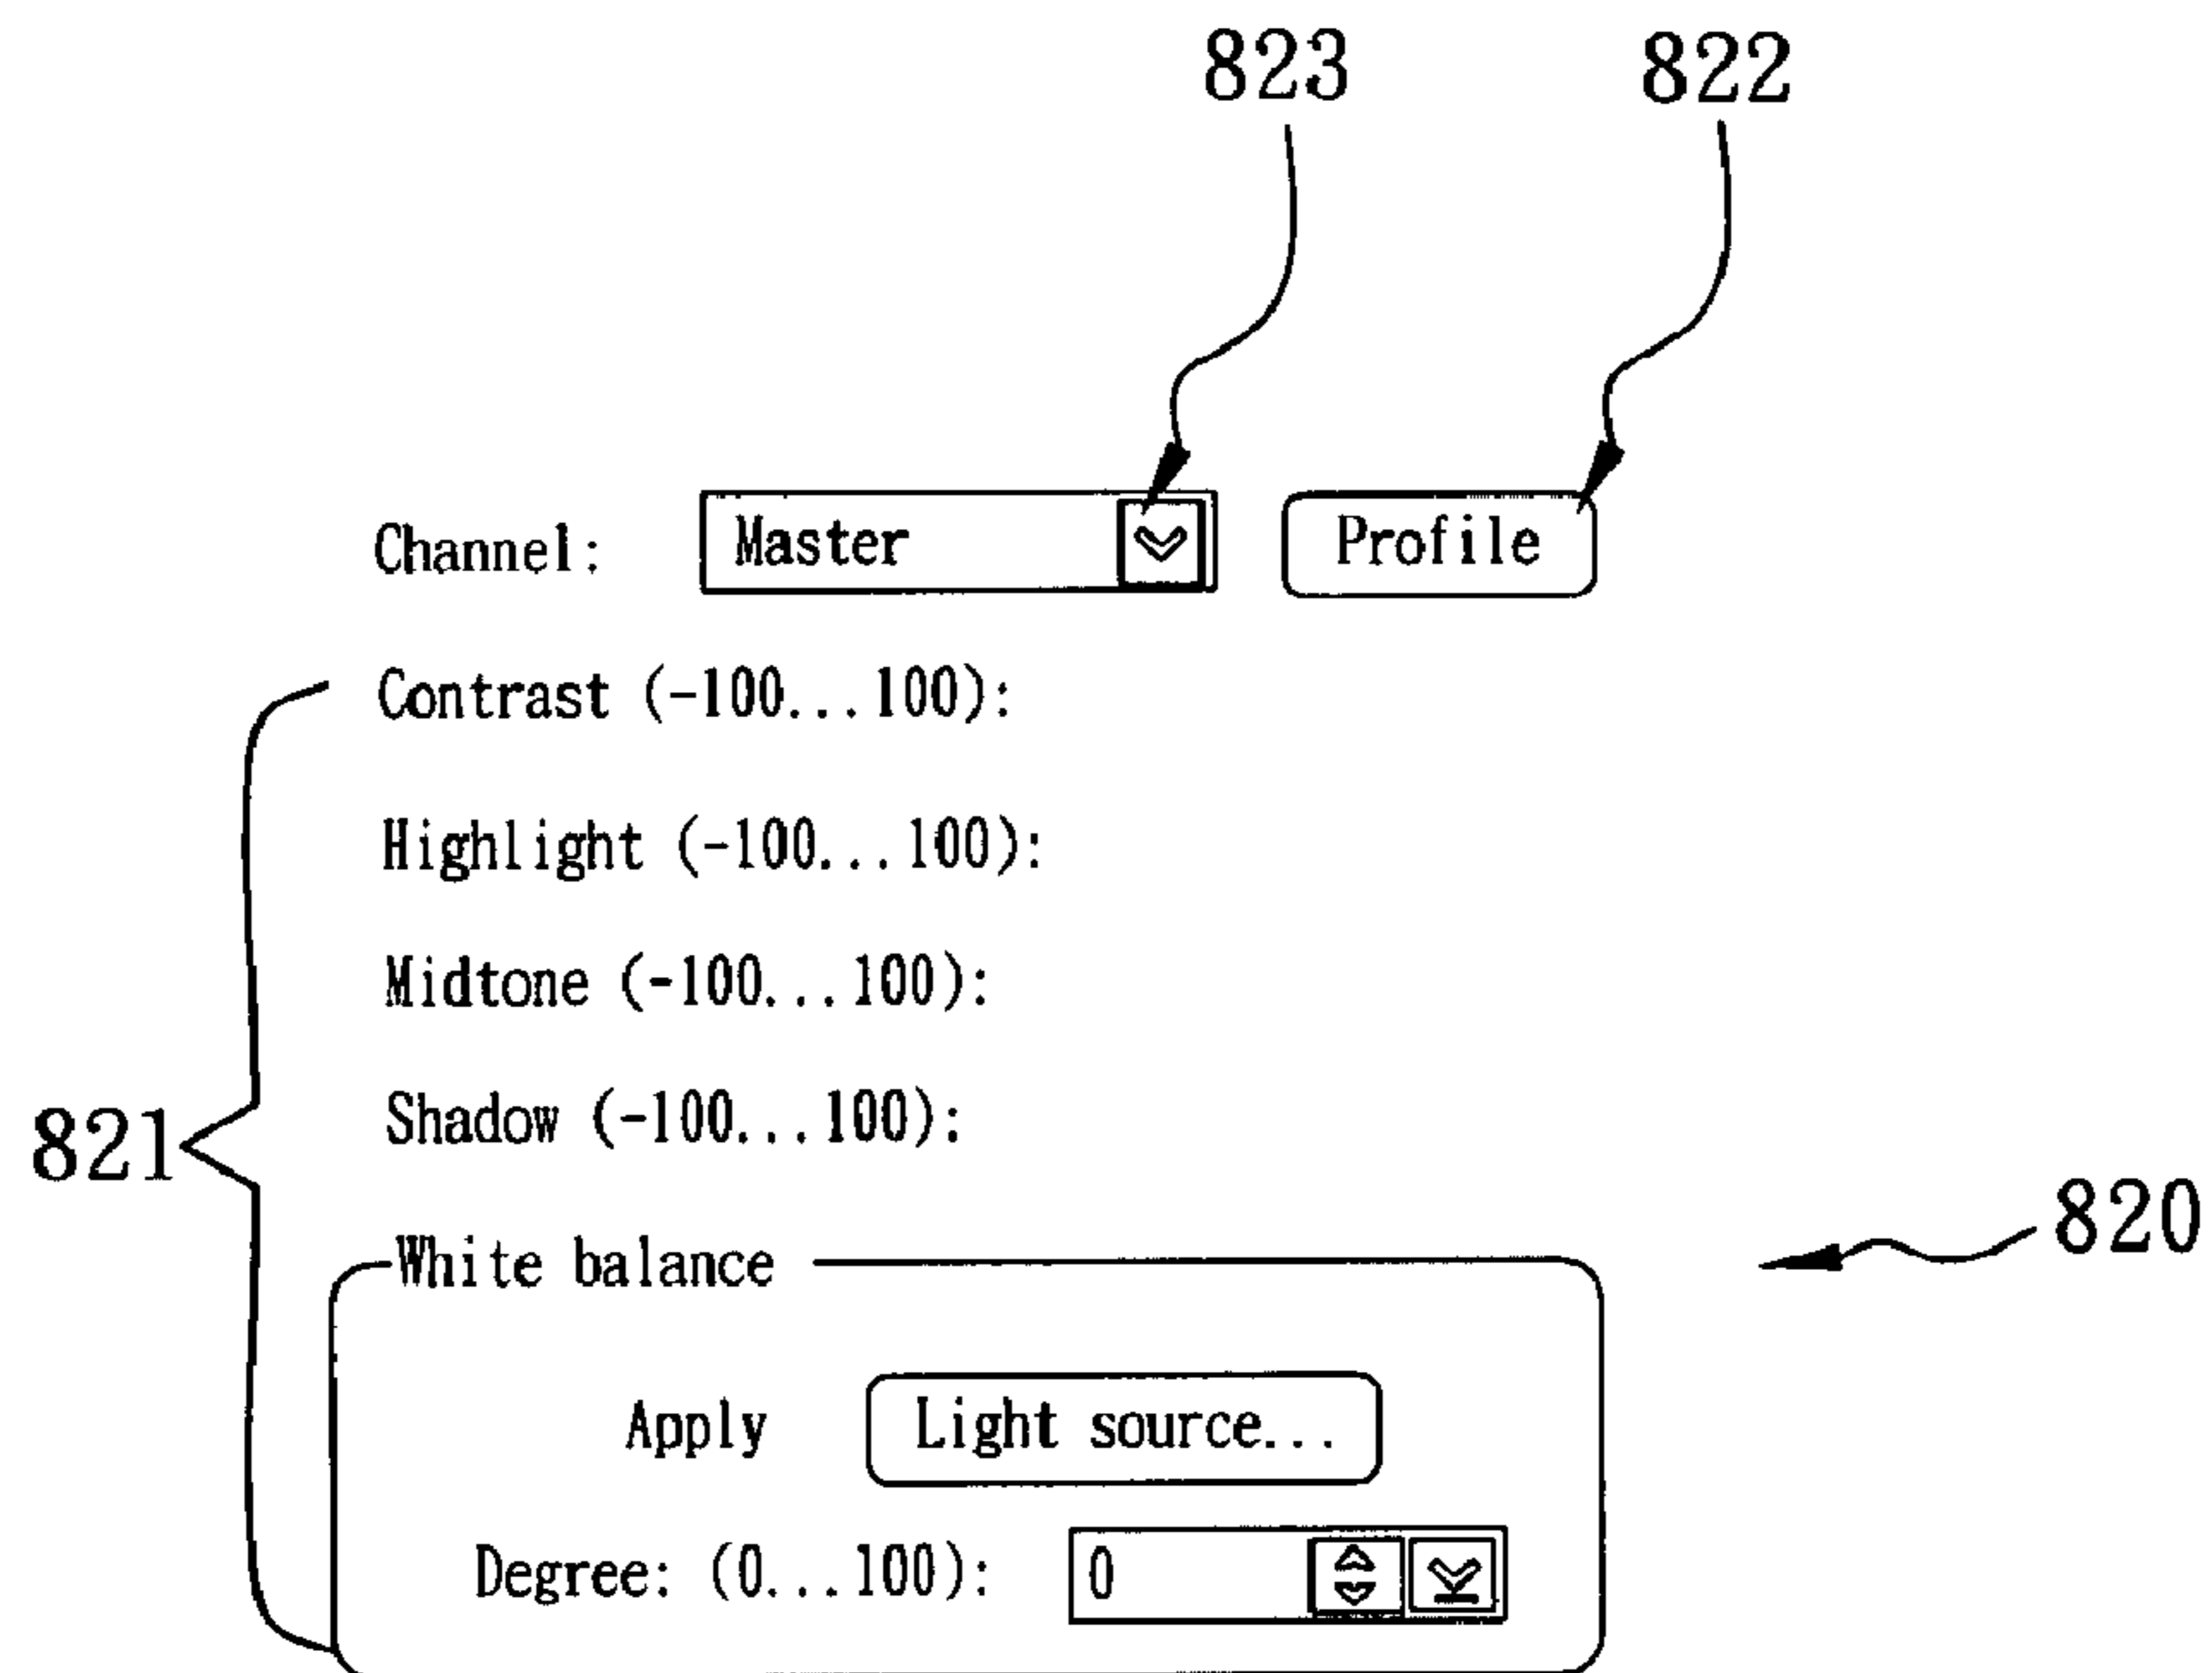 823 822
Channel: Master Profile
Contrast (-100...100):
Highlight (-100...100):
Midtone (-100...100):
Shadow (-100...100):
821
White balance
820
Apply Light source...
Degree: (0...100): 0